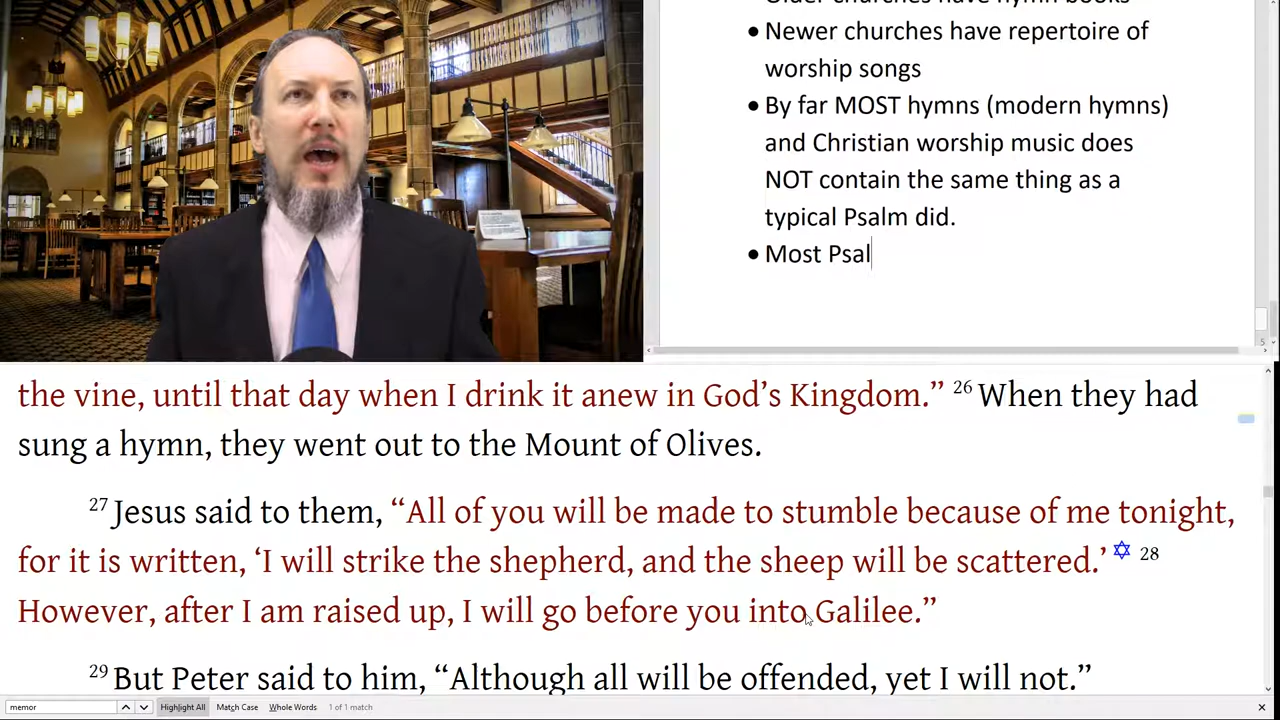 Older churches have hymn books
• Newer churches have repertoire of
worship songs
• By far MOST hymns (modern hymns)
and Christian worship music does
NOT contain the same thing as a
typical Psalm did.
• Most Psal
5
the vine, until that day when I drink it anew in God’s Kingdom.” 26 When they had
sung a hymn, they went out to the Mount of Olives.
27 Jesus said to them, “All of you will be made to stumble because of me tonight,
for it is written, ‘I will strike the shepherd, and the sheep will be scattered.’ ✡ 28
However, after I am raised up, I will go before you into Galilee.”
29 But Peter said to him, “Although all will be offended, yet I will not.”
memor Highlight All Match Case Whole Words 1 of 1 match